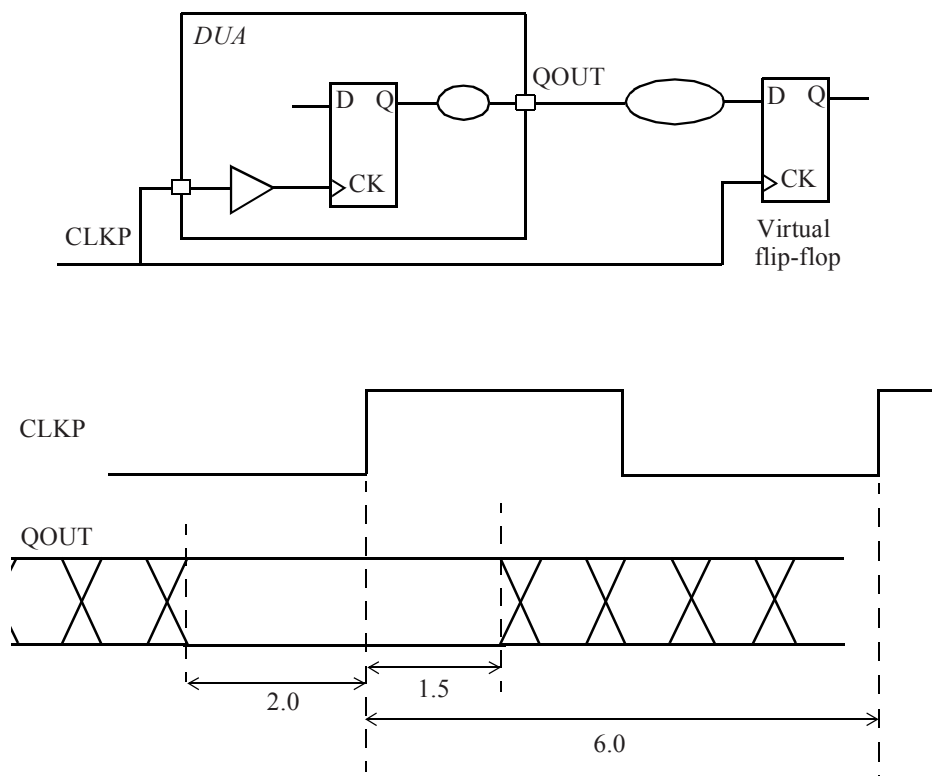 DUA
QOUT
D Q
D Q
CK
CK
CLKP
Virtual
flip-flop
CLKP
QOUT
2.0
1.5
6.0